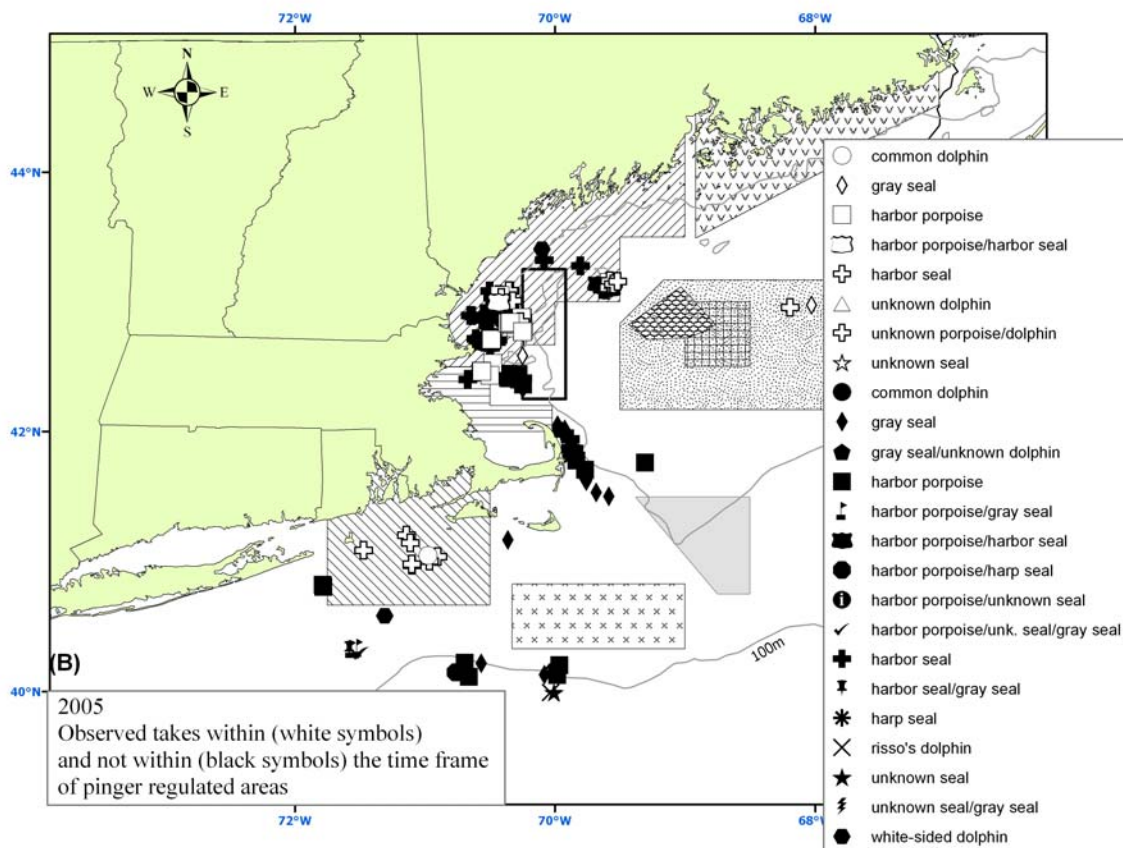 72°W 70°W 68°W
N
W E
S
44°N 44°N
42°N 42°N
40°N 40°N
100m
(B)
2005
Observed takes within (white symbols)
and not within (black symbols) the time frame
of pinger regulated areas
72°W 70°W 68°W
common dolphin
gray seal
harbor porpoise
harbor porpoise/harbor seal
harbor seal
unknown dolphin
unknown porpoise/dolphin
unknown seal
common dolphin
gray seal
gray seal/unknown dolphin
harbor porpoise
harbor porpoise/gray seal
harbor porpoise/harbor seal
harbor porpoise/harp seal
harbor porpoise/unknown seal
harbor porpoise/unk. seal/gray seal
harbor seal
harbor seal/gray seal
harp seal
risso's dolphin
unknown seal
unknown seal/gray seal
white-sided dolphin